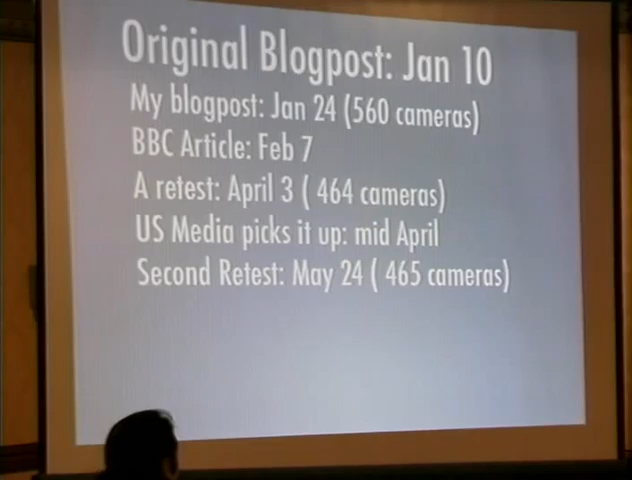 Original Blogpost: Jan 10
My blogpost: Jan 24 (560 cameras)
BBC Article: Feb 7
A retest: April 3 ( 464 cameras)
US Media picks it up: mid April
Second Retest: May 24 ( 465 cameras)